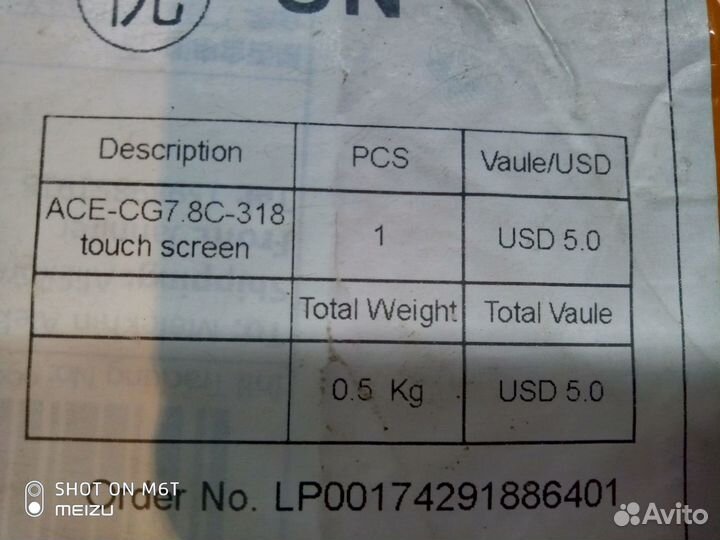 Description PCS Vaule/USD
ACE-CG7.8C-318
touch screen 1 USD 5.0
Total Weight Total Vaule
0.5 Kg USD 5.0
Order No. LP00174291886401
SHOT ON M6T
MEIZU
Avito